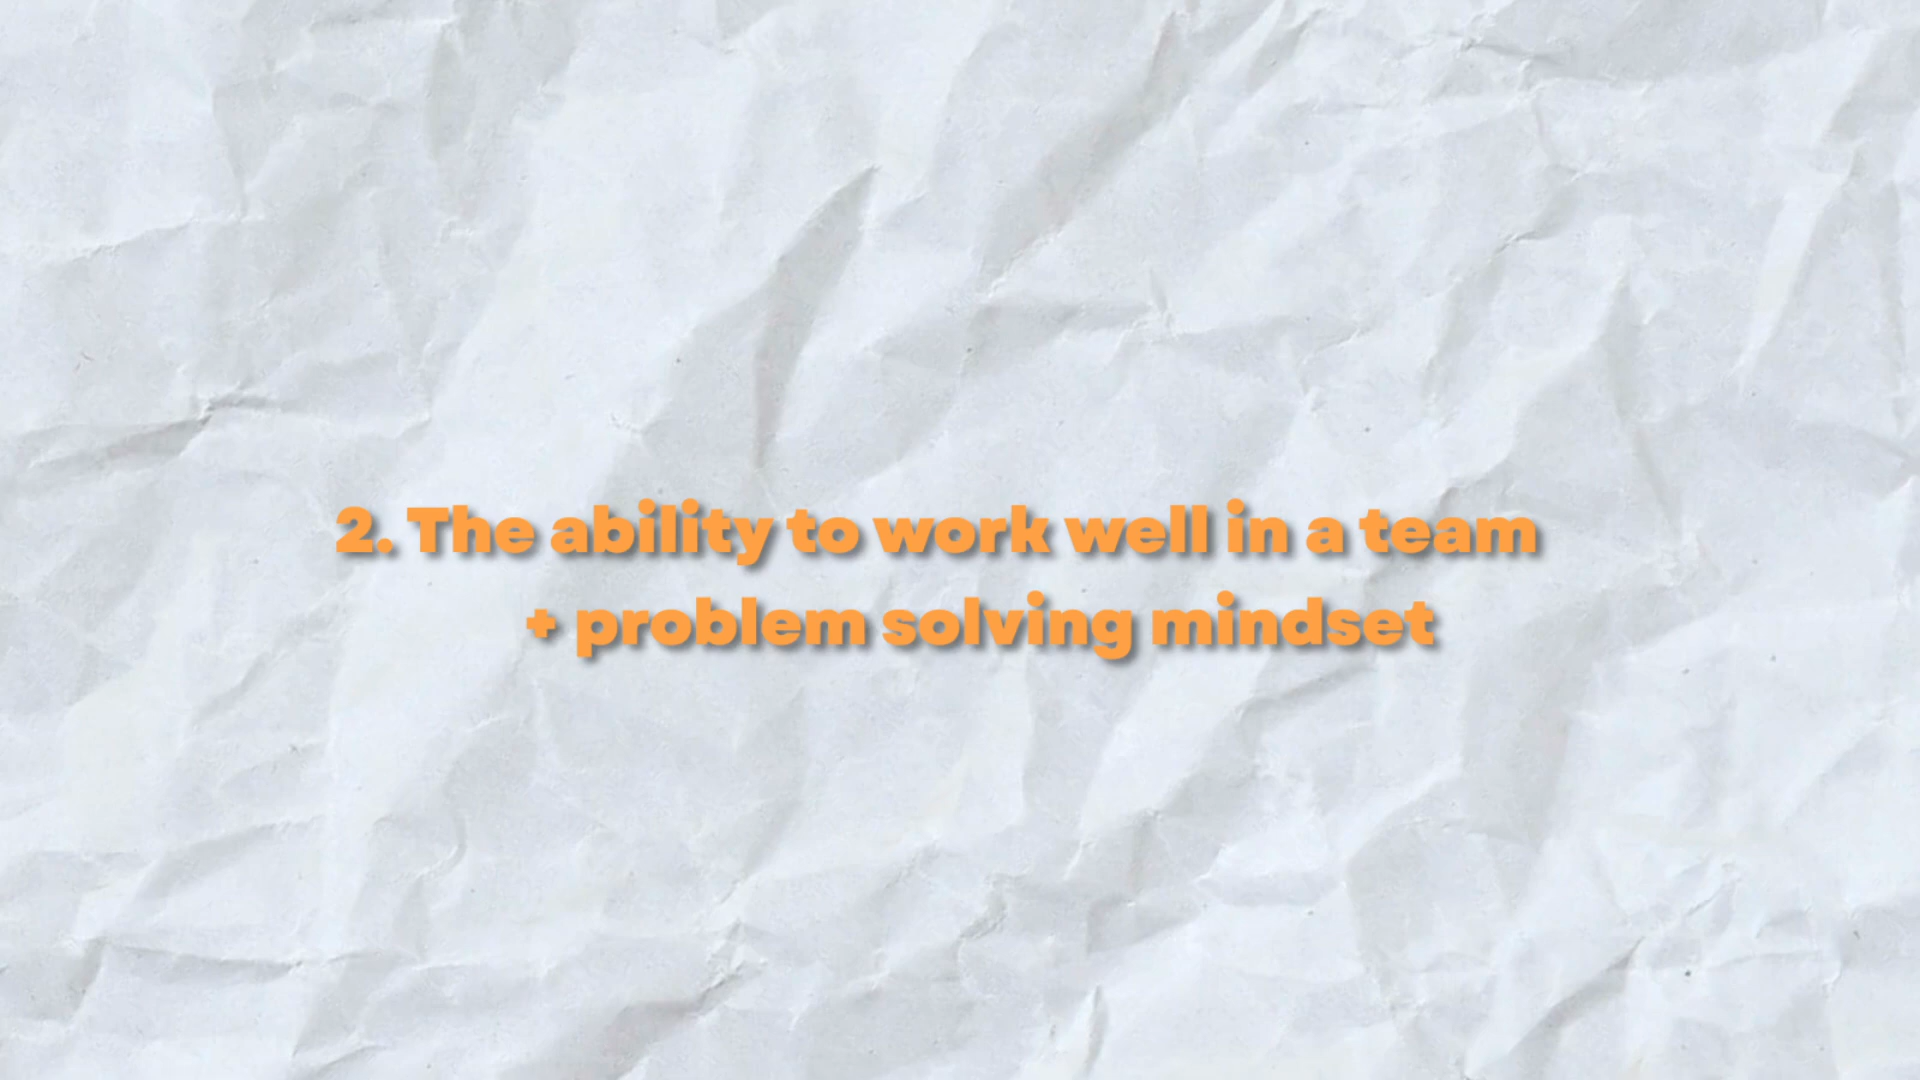 2. The ability to work well in a team
+ problem solving mindset